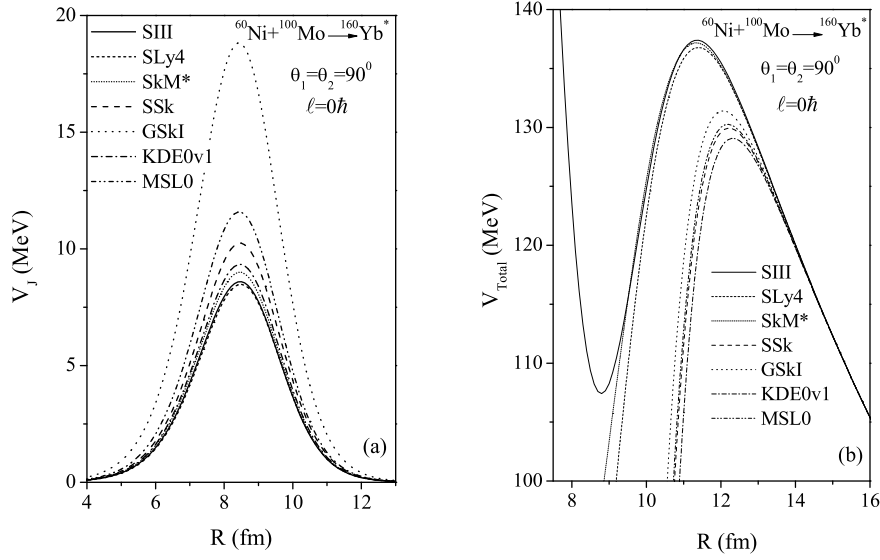 20
15
10
5
0
V_J (MeV)
SIII
SLy4
SkM*
SSk
GSkI
KDE0v1
MSL0
⁶⁰Ni+¹⁰⁰Mo ⟶ ¹⁶⁰Yb*
θ₁=θ₂=90⁰
ℓ=0ℏ
(a)
4 6 8 10 12
R (fm)
140
130
120
110
100
V_Total (MeV)
⁶⁰Ni+¹⁰⁰Mo ⟶ ¹⁶⁰Yb*
θ₁=θ₂=90⁰
ℓ=0ℏ
SIII
SLy4
SkM*
SSk
GSkI
KDE0v1
MSL0
(b)
8 10 12 14 16
R (fm)